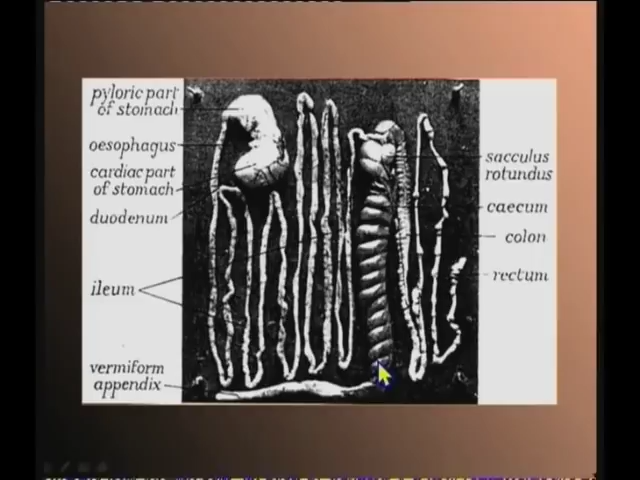 pyloric part
of stomach
oesophagus
cardiac part
of stomach
duodenum
ileum
vermiform
appendix
sacculus
rotundus
caecum
colon
rectum